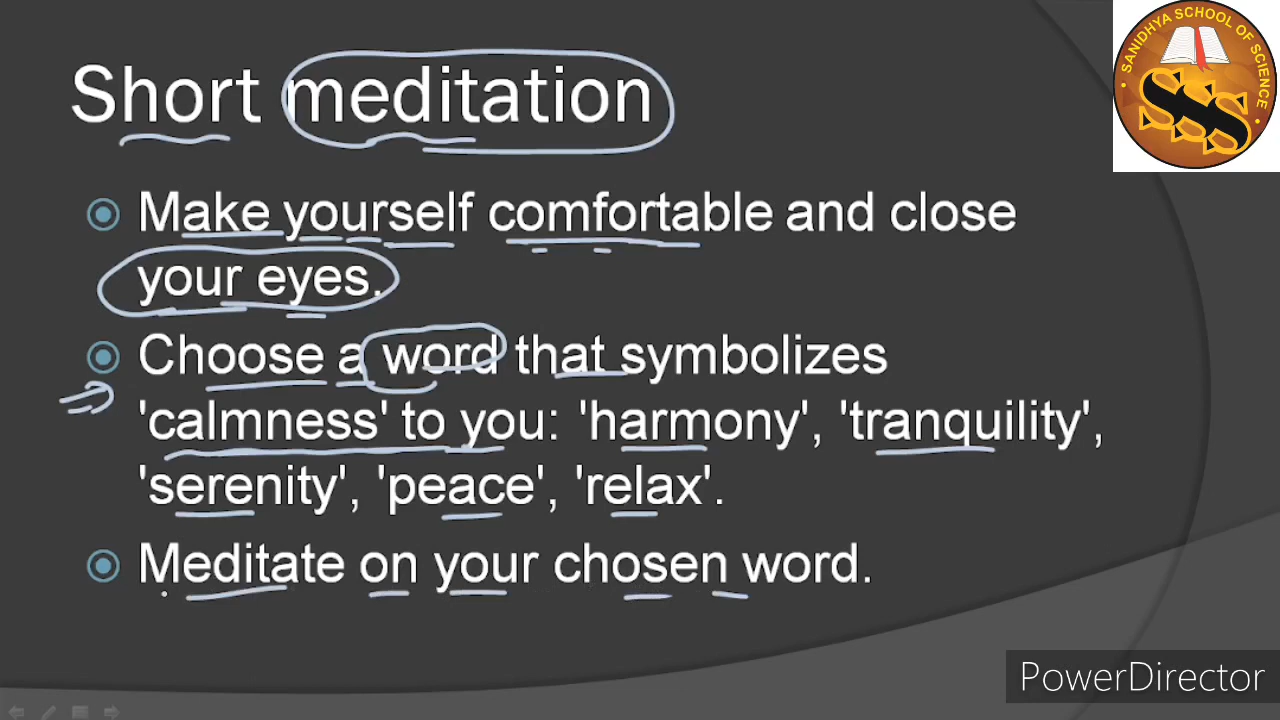 Short meditation
SANIDHYA SCHOOL OF SCIENCE
SSS
Make yourself comfortable and close
your eyes.
Choose a word that symbolizes
'calmness' to you: 'harmony', 'tranquility',
'serenity', 'peace', 'relax'.
Meditate on your chosen word.
PowerDirector